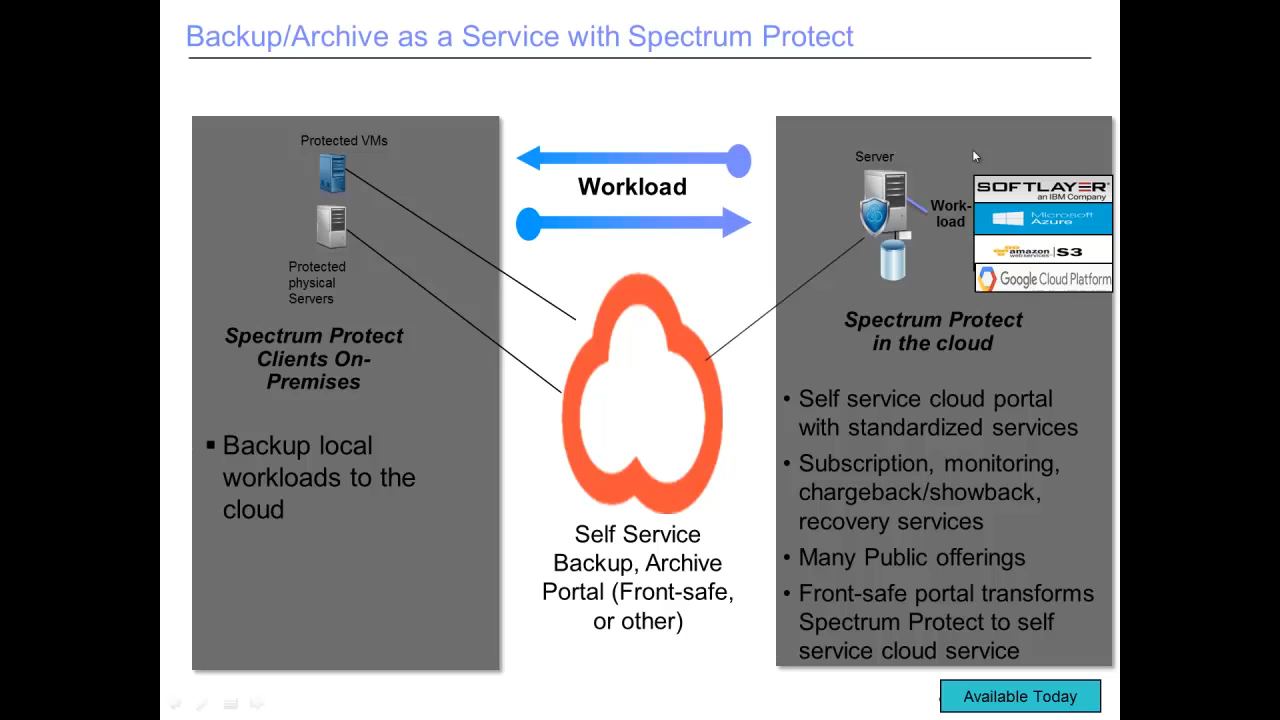 Backup/Archive as a Service with Spectrum Protect
Protected VMs
Protected
physical
Servers
Spectrum Protect
Clients On-
Premises
▪ Backup local
workloads to the
cloud
Workload
Self Service
Backup, Archive
Portal (Front-safe,
or other)
Server
Work-
load
SOFTLAYER®
an IBM Company
Microsoft
Azure
amazon
webservices
S3
Google Cloud Platform
Spectrum Protect
in the cloud
• Self service cloud portal
with standardized services
• Subscription, monitoring,
chargeback/showback,
recovery services
• Many Public offerings
• Front-safe portal transforms
Spectrum Protect to self
service cloud service
Available Today